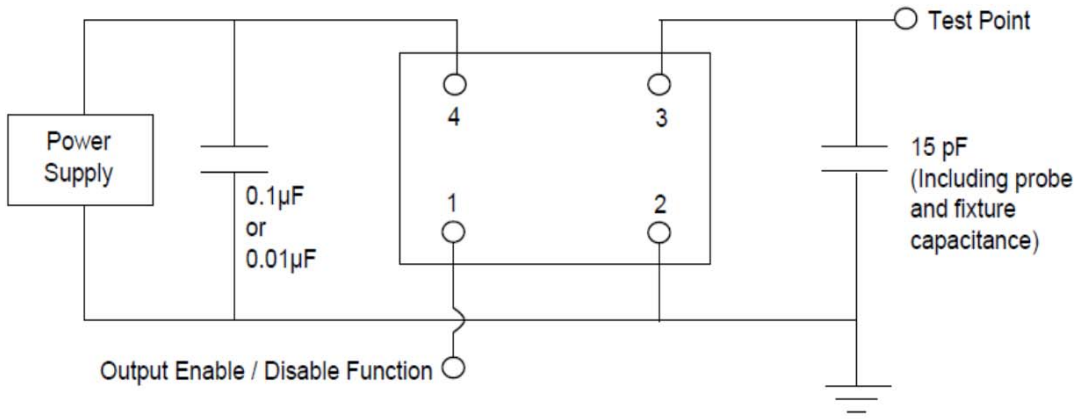 Test Point
Power
Supply
0.1µF
or
0.01µF
4
3
1
2
15 pF
(Including probe
and fixture
capacitance)
Output Enable / Disable Function